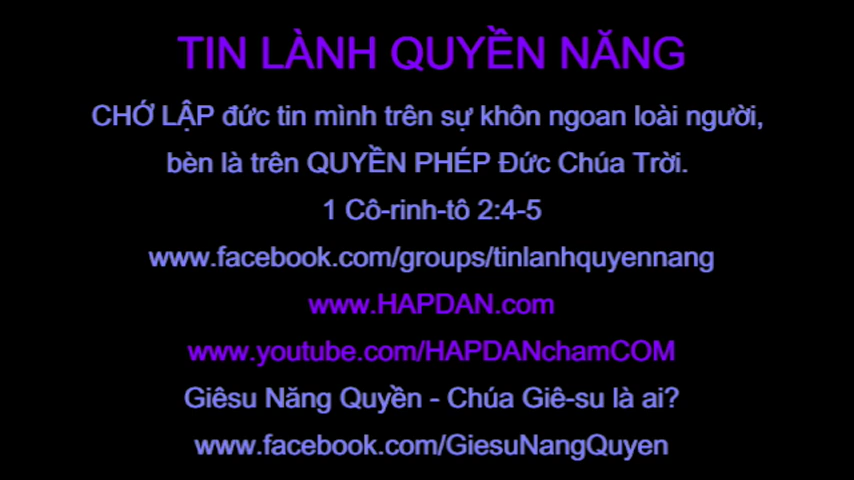 TIN LÀNH QUYỀN NĂNG
CHỚ LẬP đức tin mình trên sự khôn ngoan loài người,
bèn là trên QUYỀN PHÉP Đức Chúa Trời.
1 Cô-rinh-tô 2:4-5
www.facebook.com/groups/tinlanhquyennang
www.HAPDAN.com
www.youtube.com/HAPDANchamCOM
Giêsu Năng Quyền - Chúa Giê-su là ai?
www.facebook.com/GiesuNangQuyen